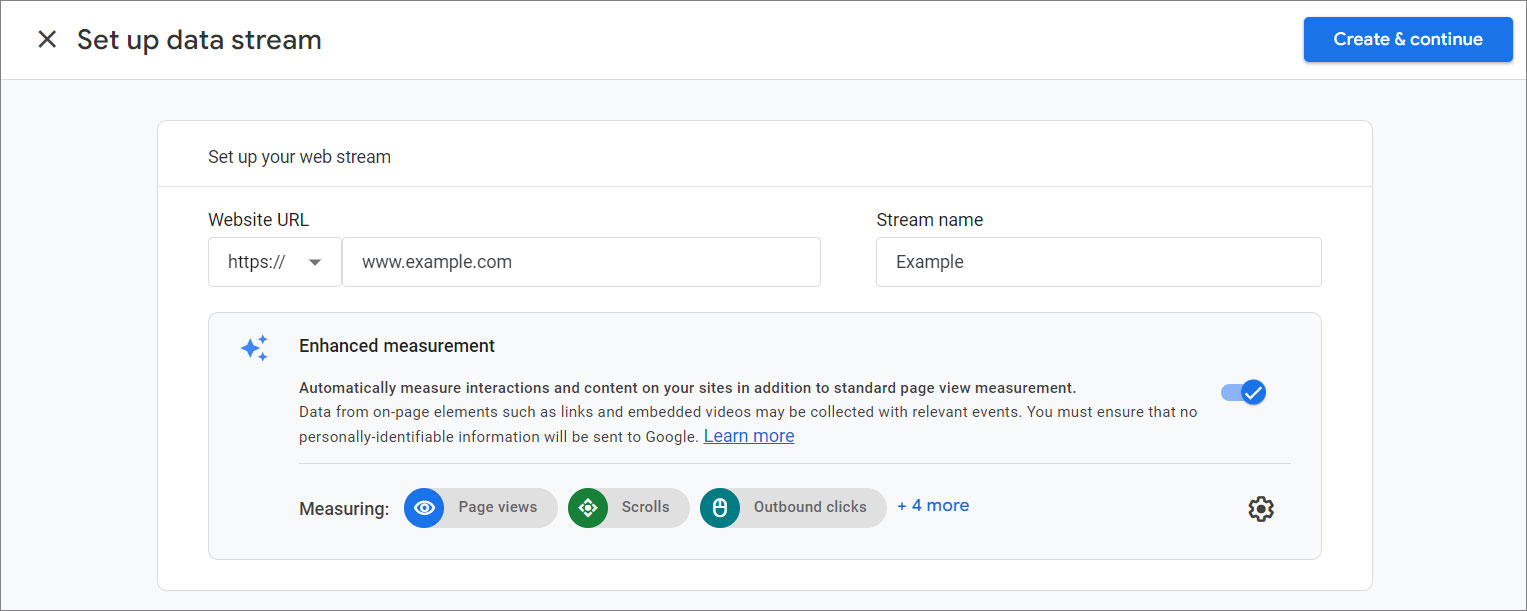 Set up data stream
Create & continue
Set up your web stream
Website URL
Stream name
https://
www.example.com
Example
Enhanced measurement
Automatically measure interactions and content on your sites in addition to standard page view measurement.
Data from on-page elements such as links and embedded videos may be collected with relevant events. You must ensure that no
personally-identifiable information will be sent to Google. Learn more
Measuring: Page views Scrolls Outbound clicks + 4 more